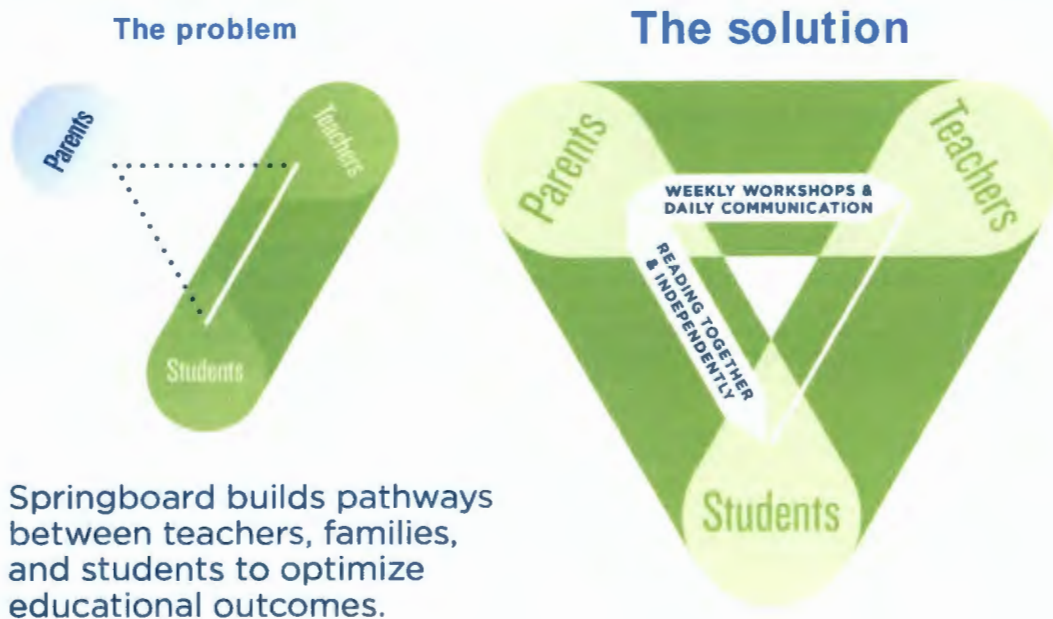 The problem
Parents
Teachers
Students
Springboard builds pathways
between teachers, families,
and students to optimize
educational outcomes.
The solution
Parents
Teachers
WEEKLY WORKSHOPS &
DAILY COMMUNICATION
READING TOGETHER
& INDEPENDENTLY
Students